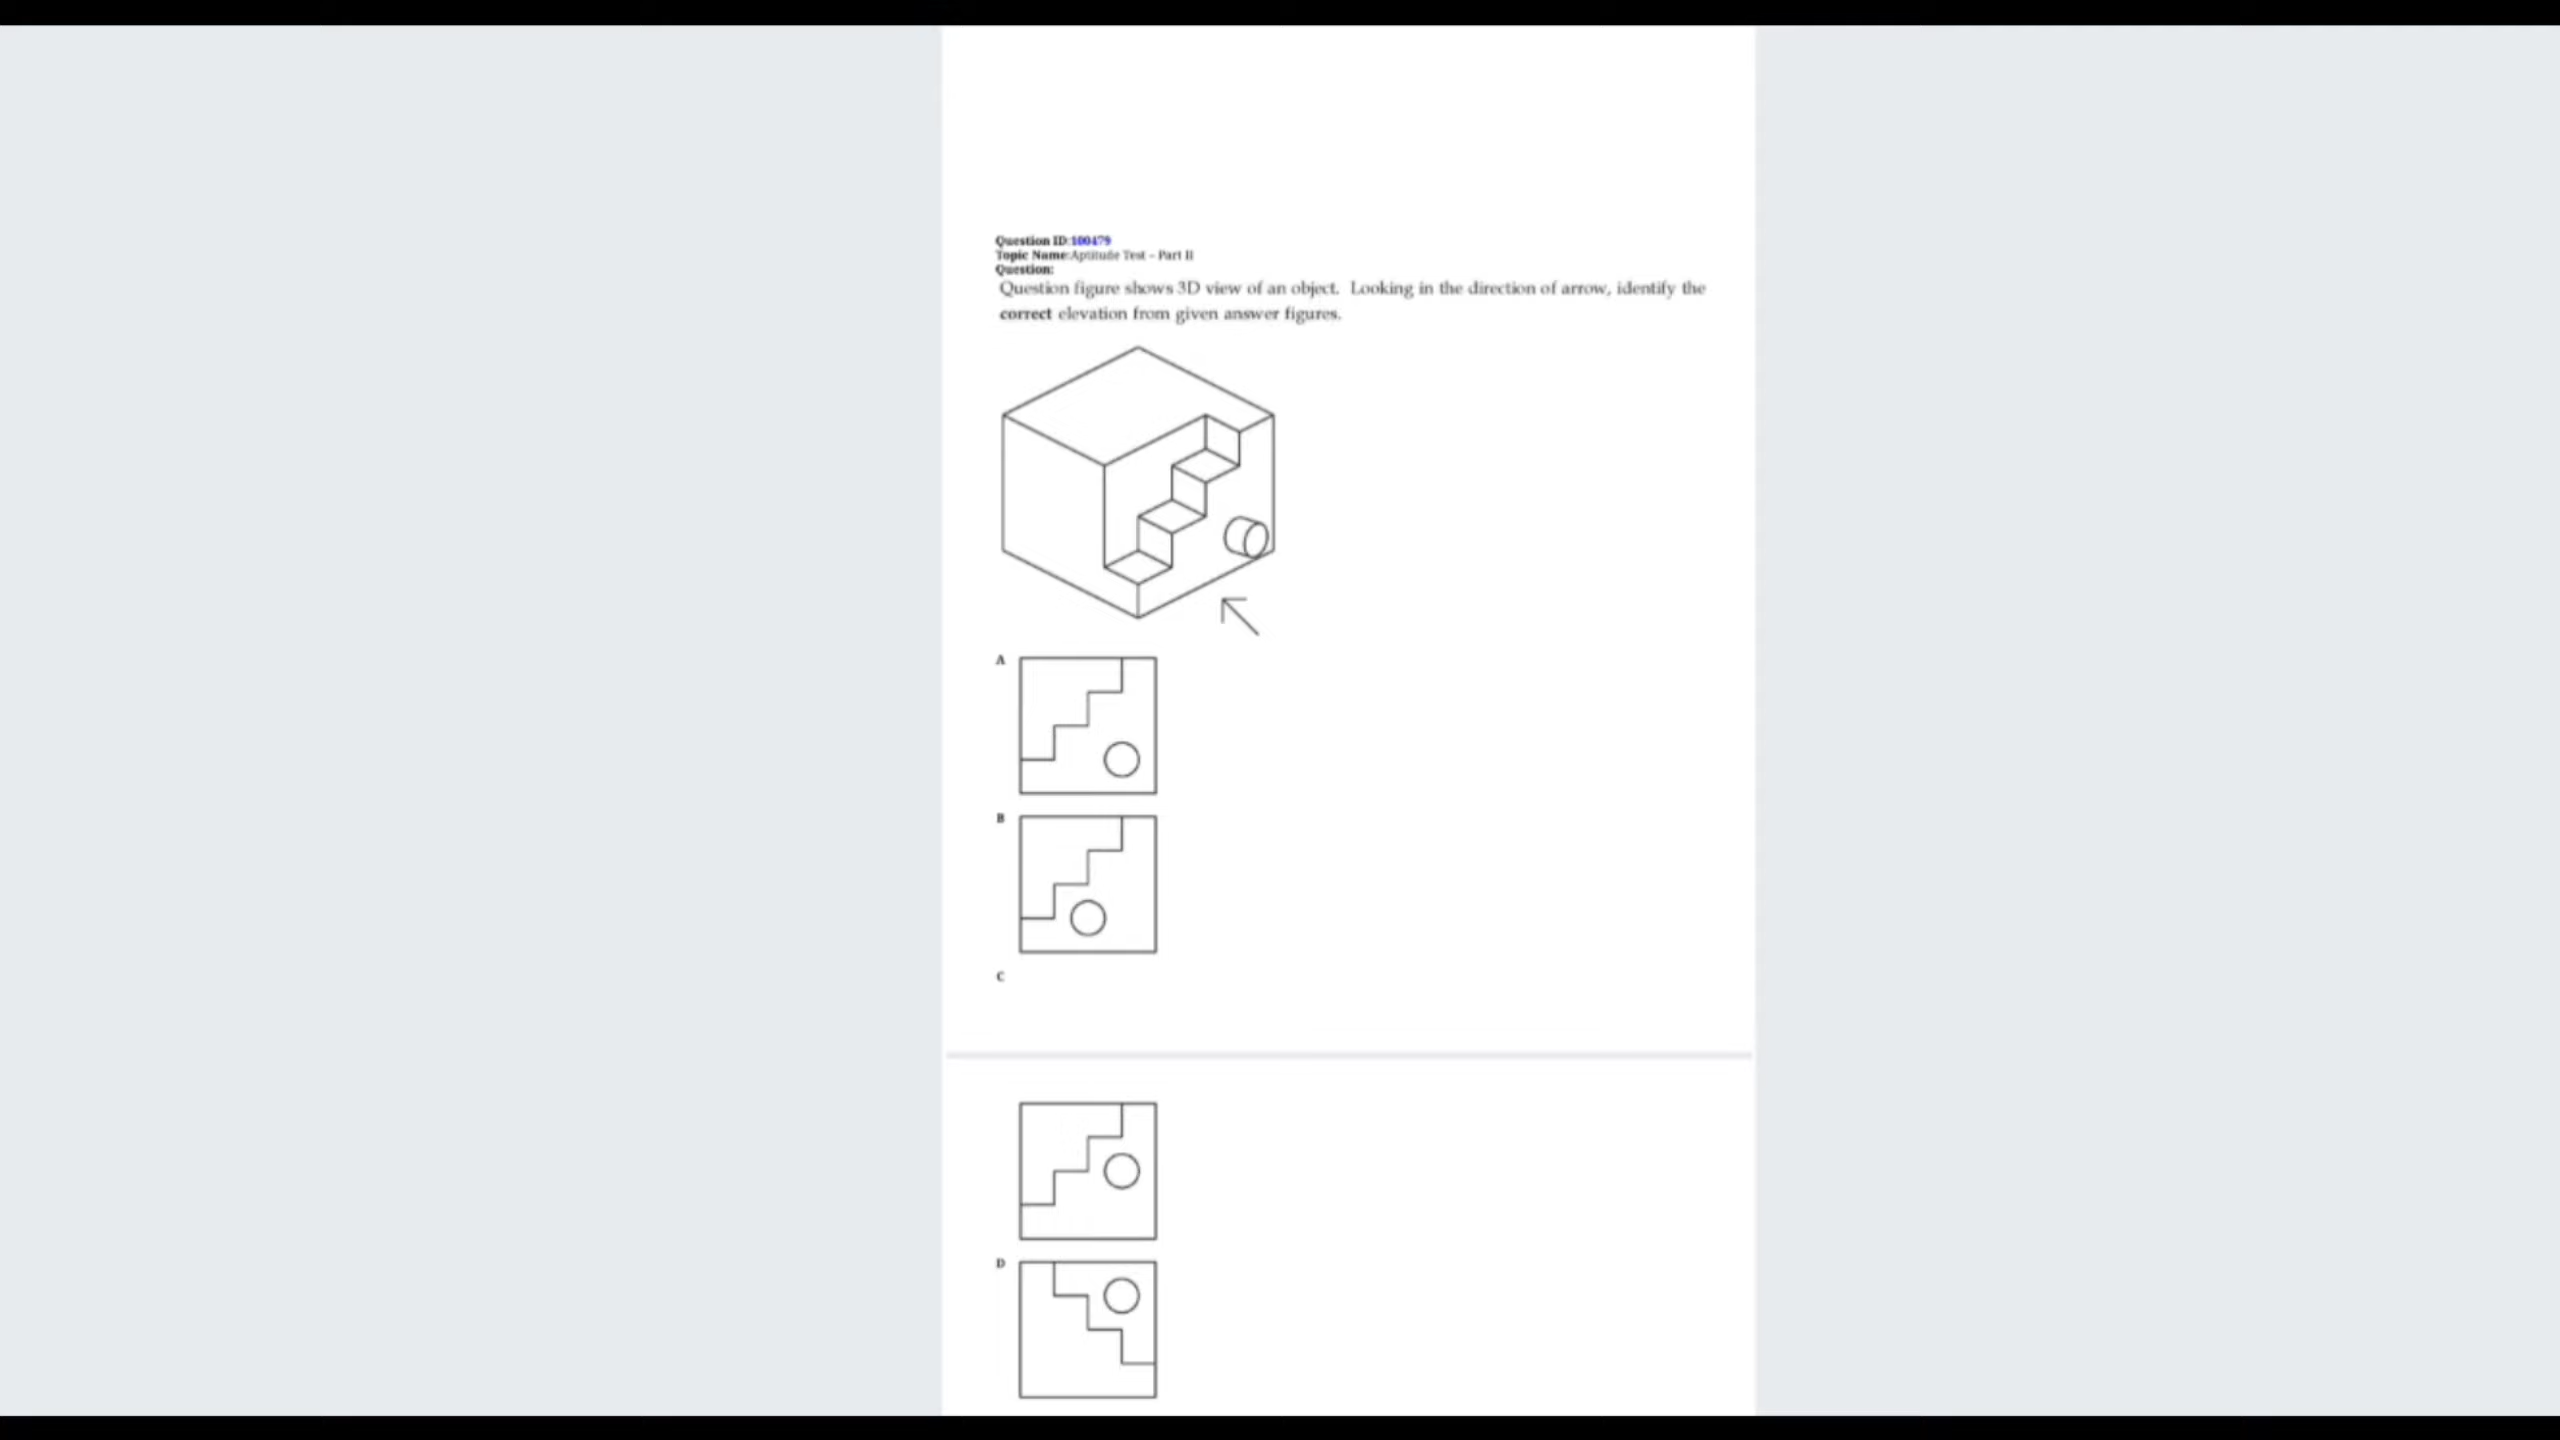 Question ID:100479
Topic Name:Aptitude Test – Part II
Question:
Question figure shows 3D view of an object. Looking in the direction of arrow, identify the
correct elevation from given answer figures.
A
B
C
D